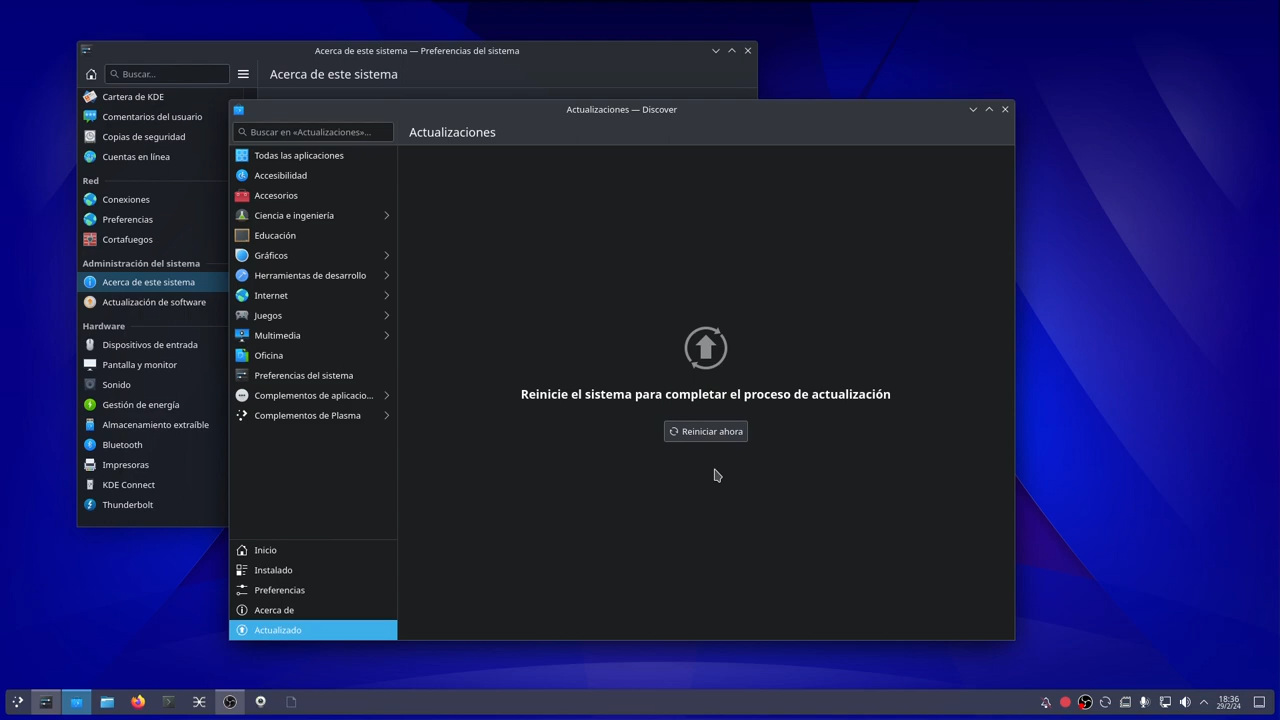 Acerca de este sistema — Preferencias del sistema
Buscar...
Acerca de este sistema
Cartera de KDE
Comentarios del usuario
Copias de seguridad
Cuentas en línea
Red
Conexiones
Preferencias
Cortafuegos
Administración del sistema
Acerca de este sistema
Actualización de software
Hardware
Dispositivos de entrada
Pantalla y monitor
Sonido
Gestión de energía
Almacenamiento extraíble
Bluetooth
Impresoras
KDE Connect
Thunderbolt
Actualizaciones — Discover
Buscar en «Actualizaciones»...
Actualizaciones
Todas las aplicaciones
Accesibilidad
Accesorios
Ciencia e ingeniería
Educación
Gráficos
Herramientas de desarrollo
Internet
Juegos
Multimedia
Oficina
Preferencias del sistema
Complementos de aplicacio...
Complementos de Plasma
Inicio
Instalado
Preferencias
Acerca de
Actualizado
Reinicie el sistema para completar el proceso de actualización
Reiniciar ahora
18:36
29/2/24